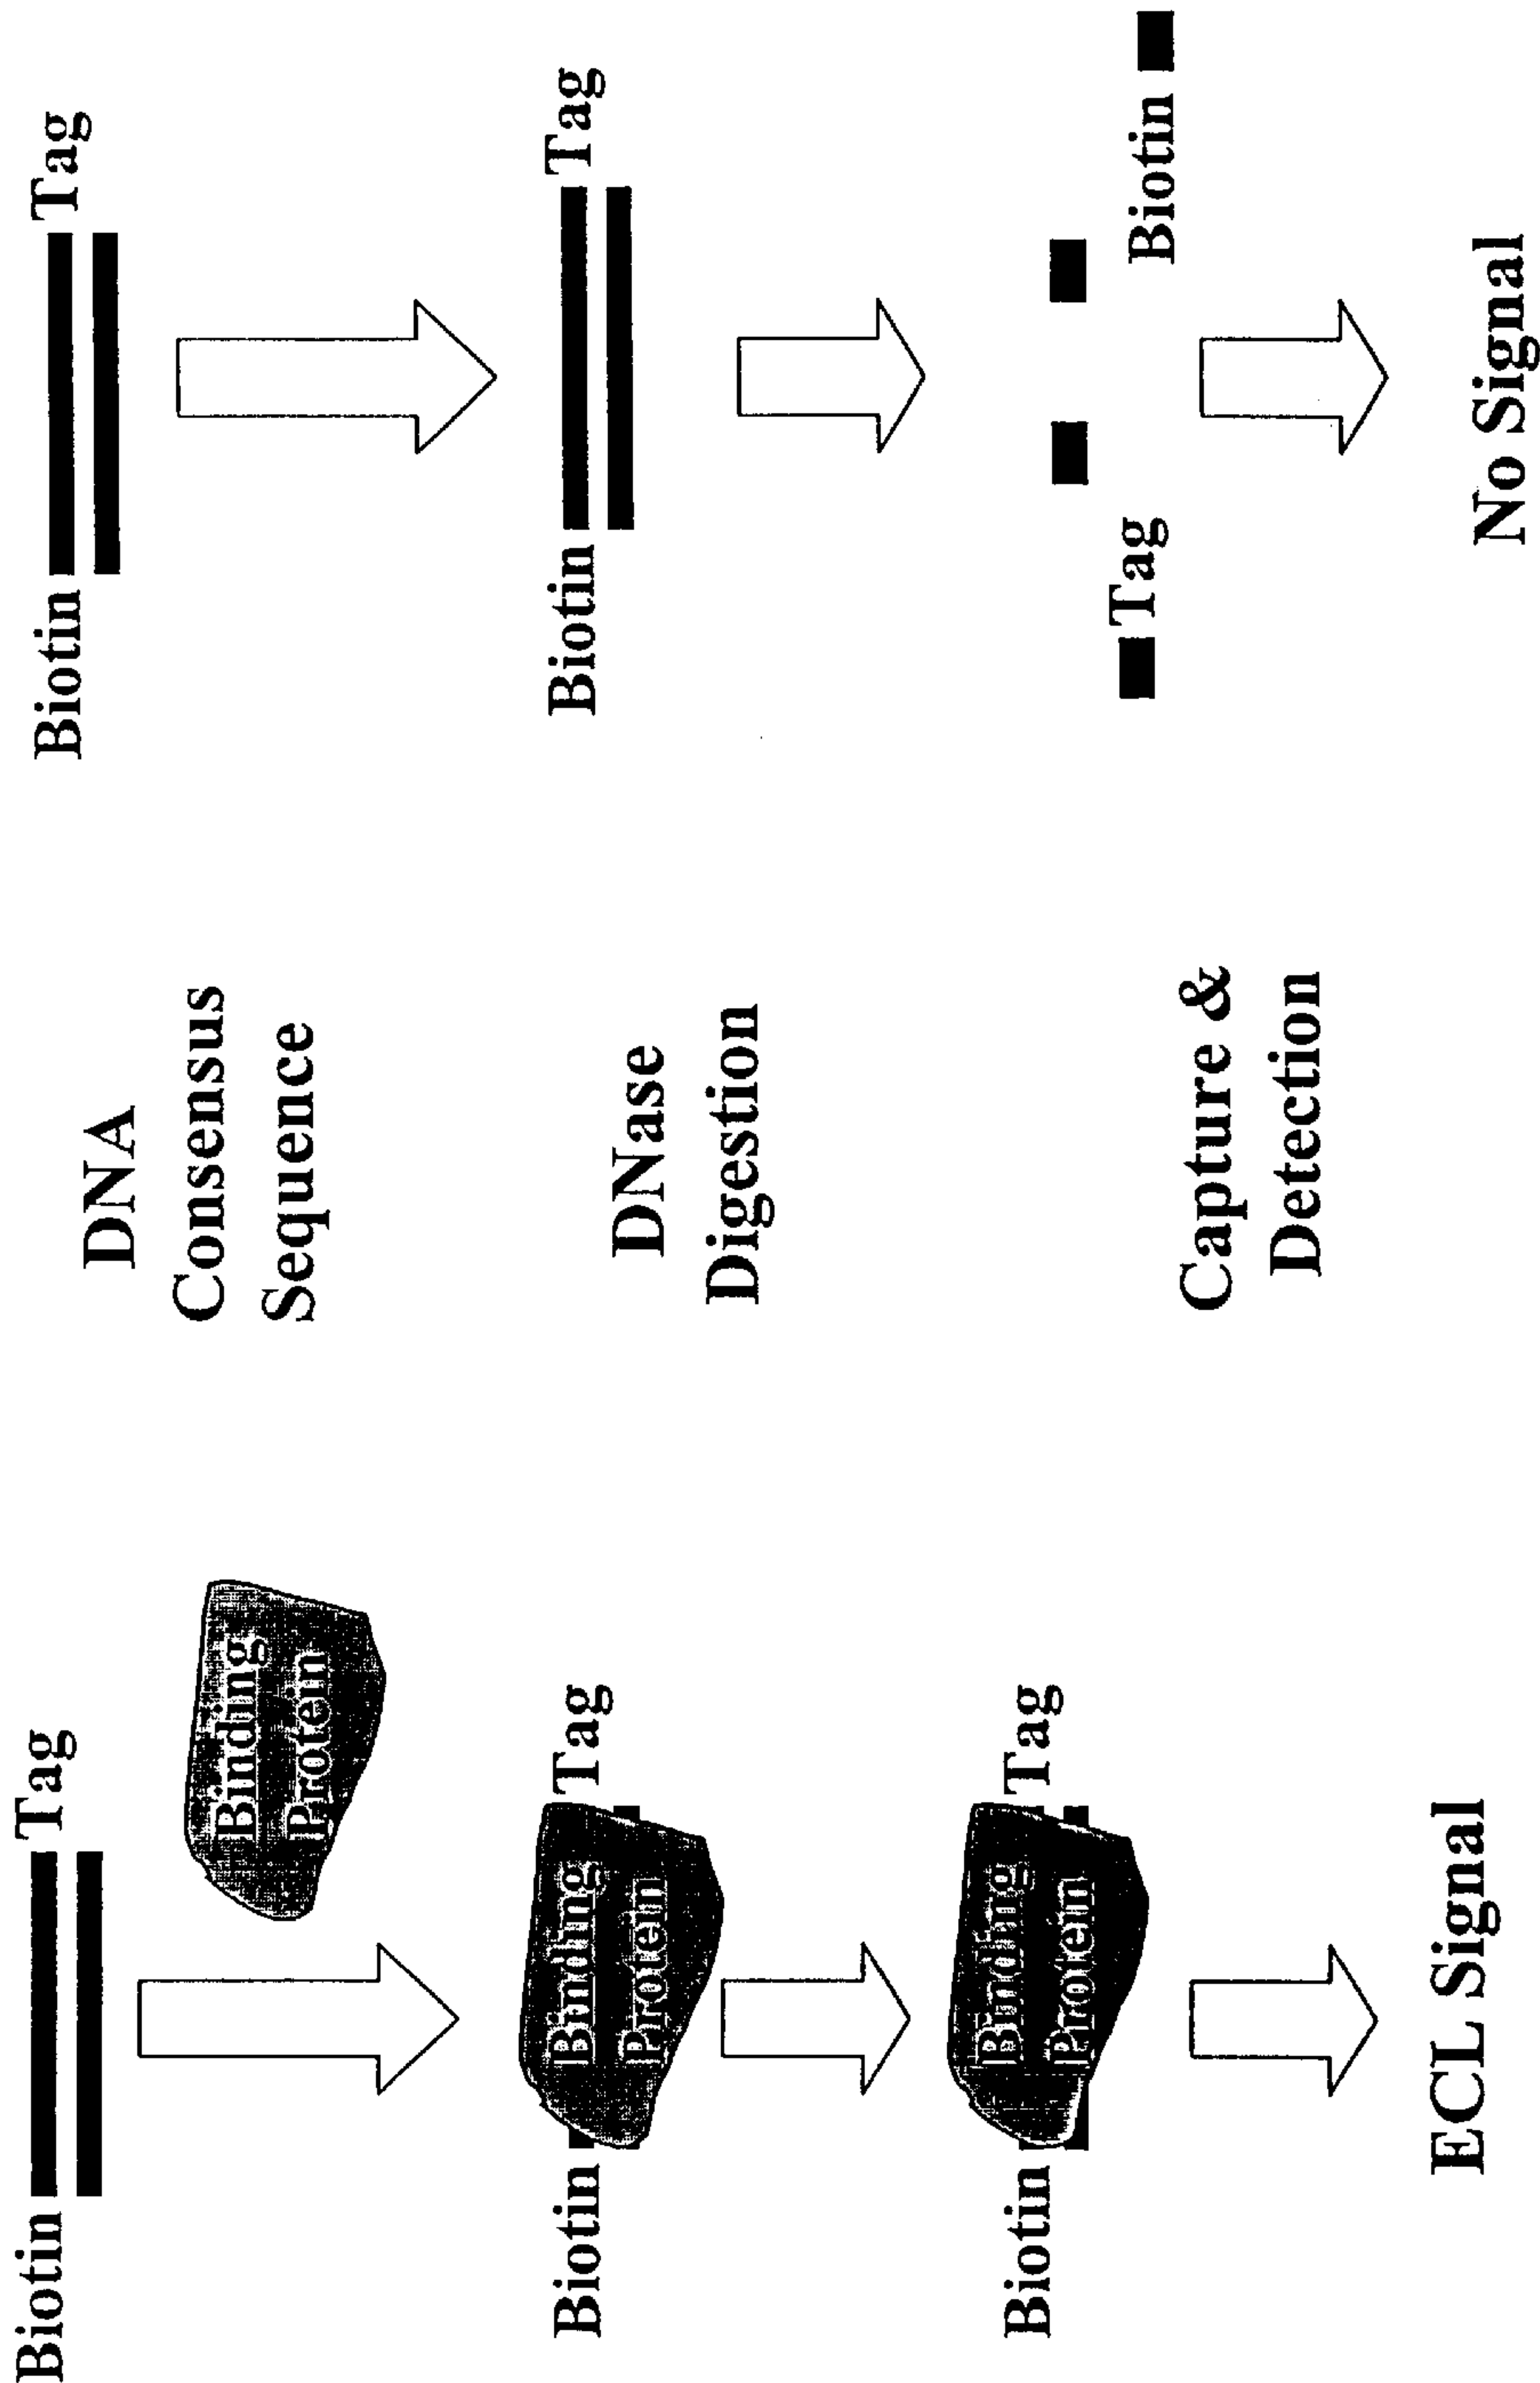 Biotin Tag
Binding
Protein
Biotin Tag
Binding
Protein
Biotin Tag
Binding
Protein
ECL Signal
DNA
Consensus
Sequence
DNase
Digestion
Capture &
Detection
Biotin Tag
Biotin Tag
Tag
Biotin
No Signal